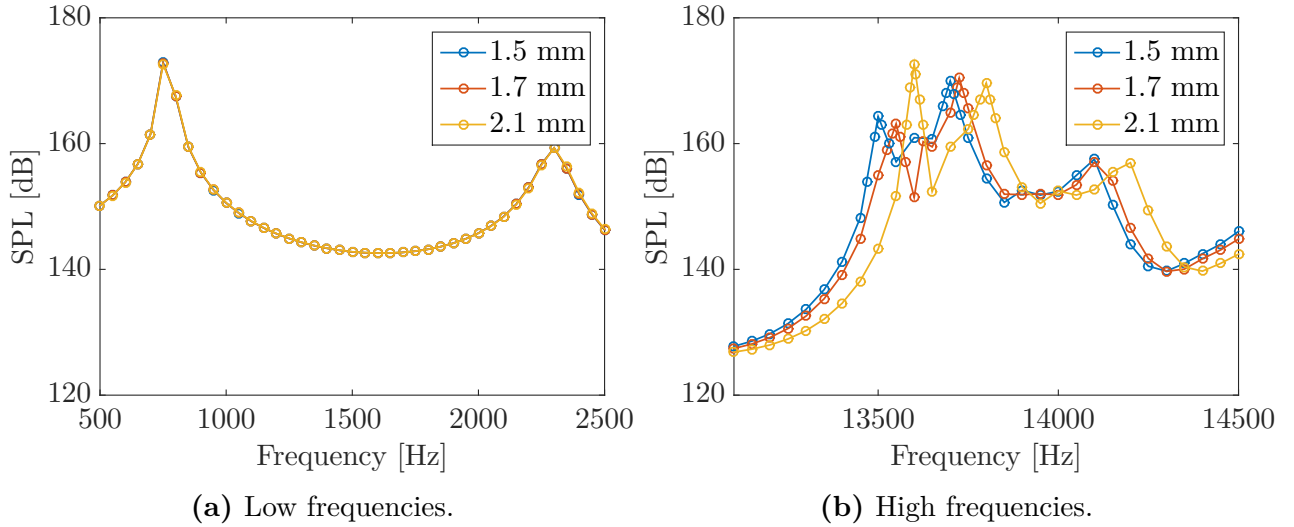 180
160
140
120
SPL [dB]
1.5 mm
1.7 mm
2.1 mm
500 1000 1500 2000 2500
Frequency [Hz]
(a) Low frequencies.
180
160
140
120
SPL [dB]
1.5 mm
1.7 mm
2.1 mm
13500 14000 14500
Frequency [Hz]
(b) High frequencies.